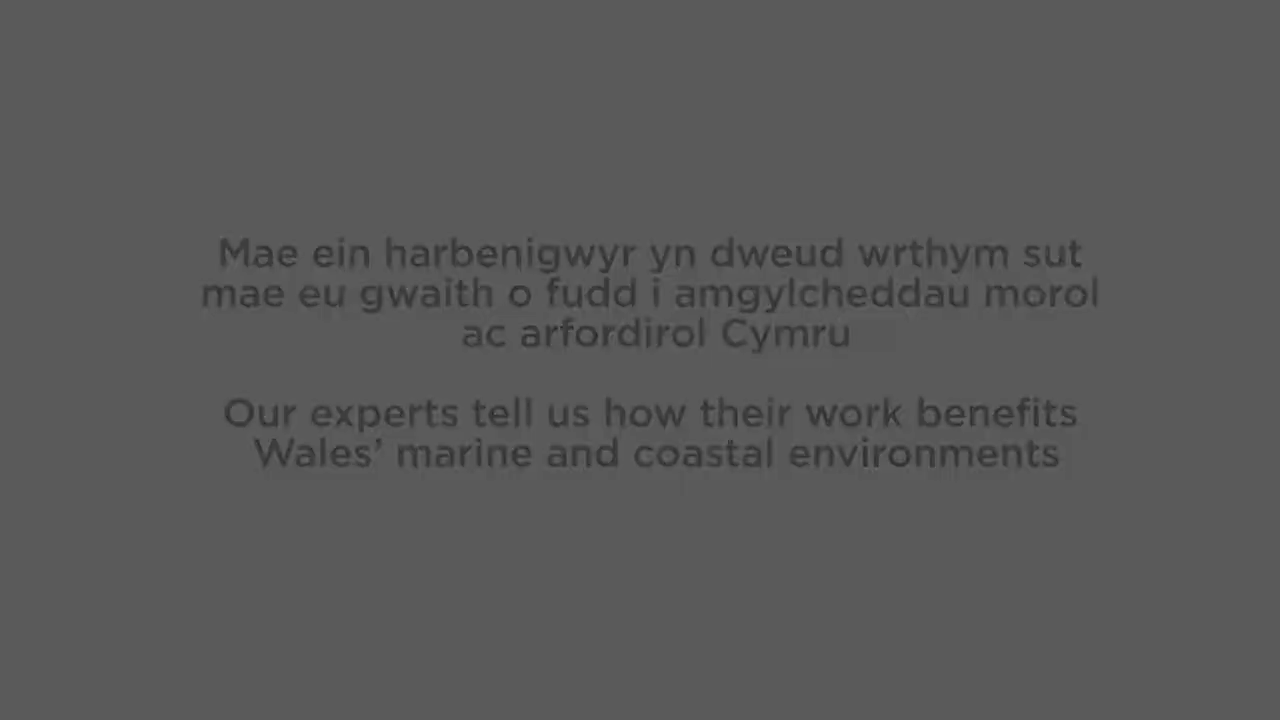 Mae ein harbenigwyr yn dweud wrthym sut
mae eu gwaith o fudd i amgylcheddau morol
ac arfordirol Cymru
Our experts tell us how their work benefits
Wales’ marine and coastal environments